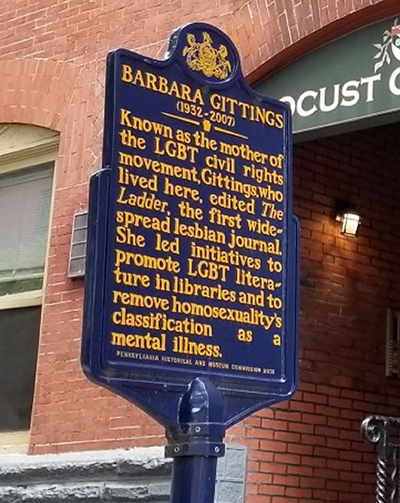 BARBARA GITTINGS
(1932-2007)
Known as the mother of
the LGBT civil rights
movement, Gittings, who
lived here, edited The
Ladder, the first wide-
spread lesbian journal.
She led initiatives to
promote LGBT litera-
ture in libraries and to
remove homosexuality's
classification as a
mental illness.
PENNSYLVANIA HISTORICAL AND MUSEUM COMMISSION
OCUST